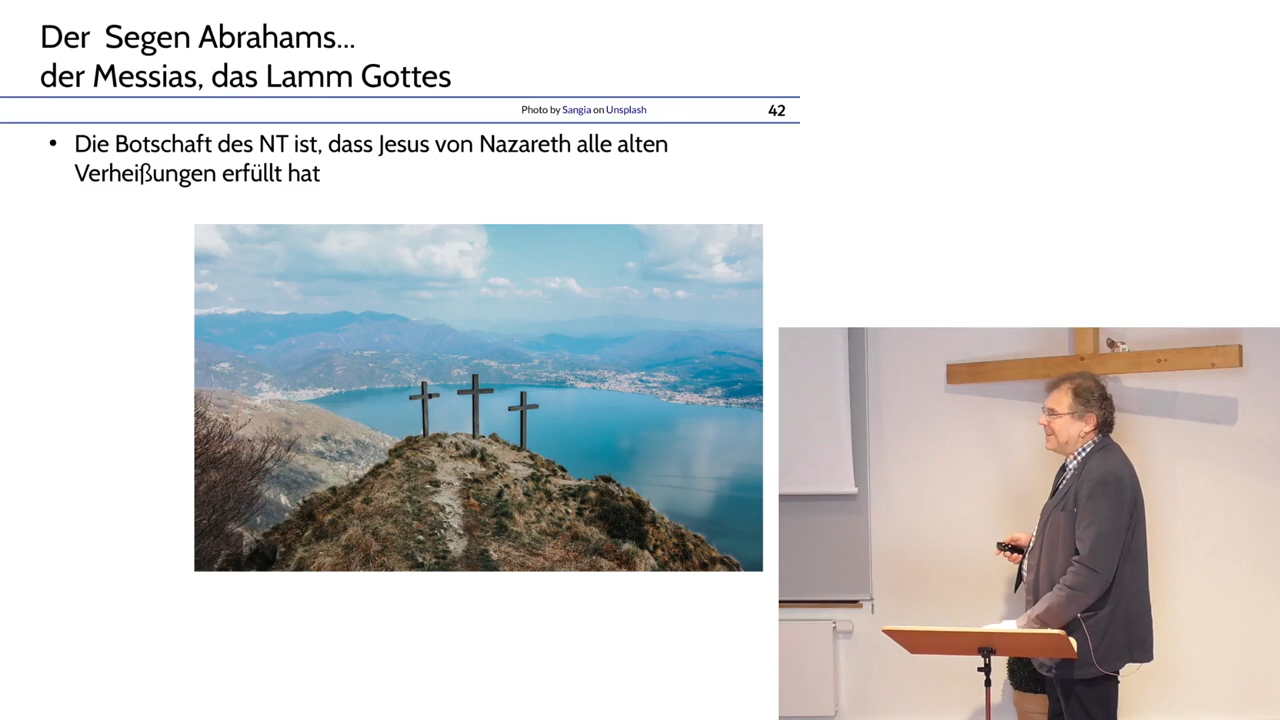 Der Segen Abrahams...
der Messias, das Lamm Gottes
Photo by Sangia on Unsplash
42
• Die Botschaft des NT ist, dass Jesus von Nazareth alle alten
Verheißungen erfüllt hat